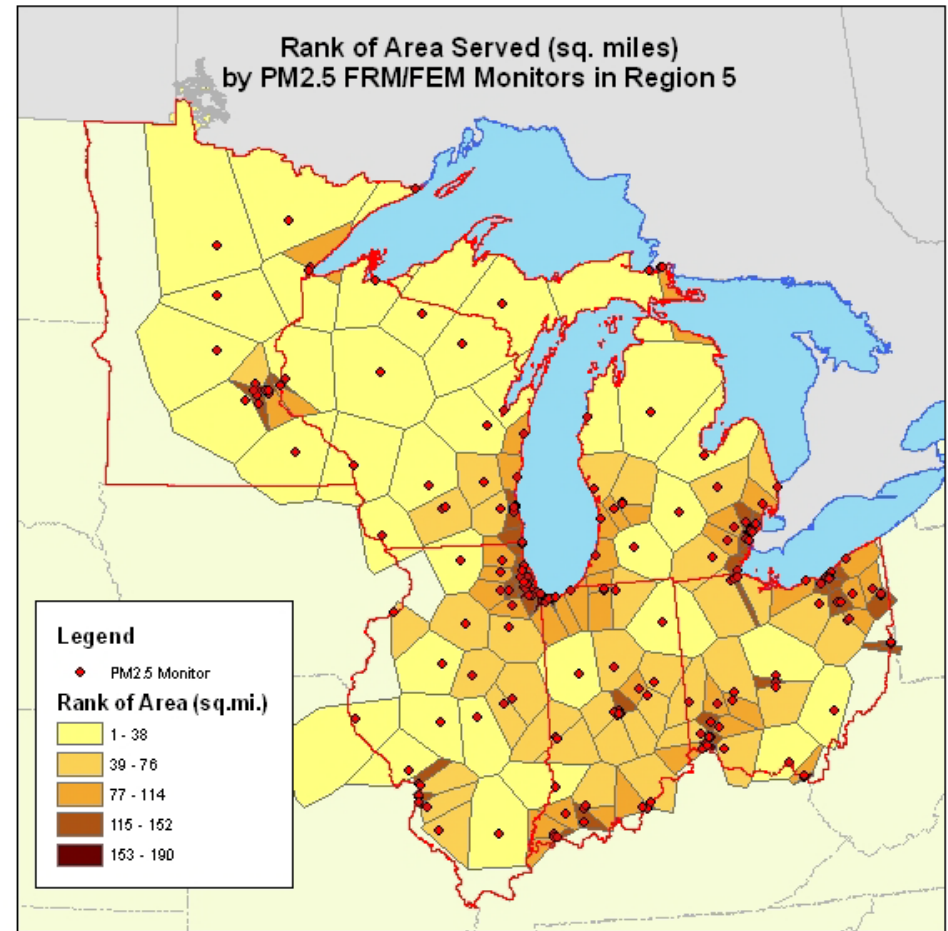 Rank of Area Served (sq. miles)
by PM2.5 FRM/FEM Monitors in Region 5
Legend
PM2.5 Monitor
Rank of Area (sq.mi.)
1 - 38
39 - 76
77 - 114
115 - 152
153 - 190